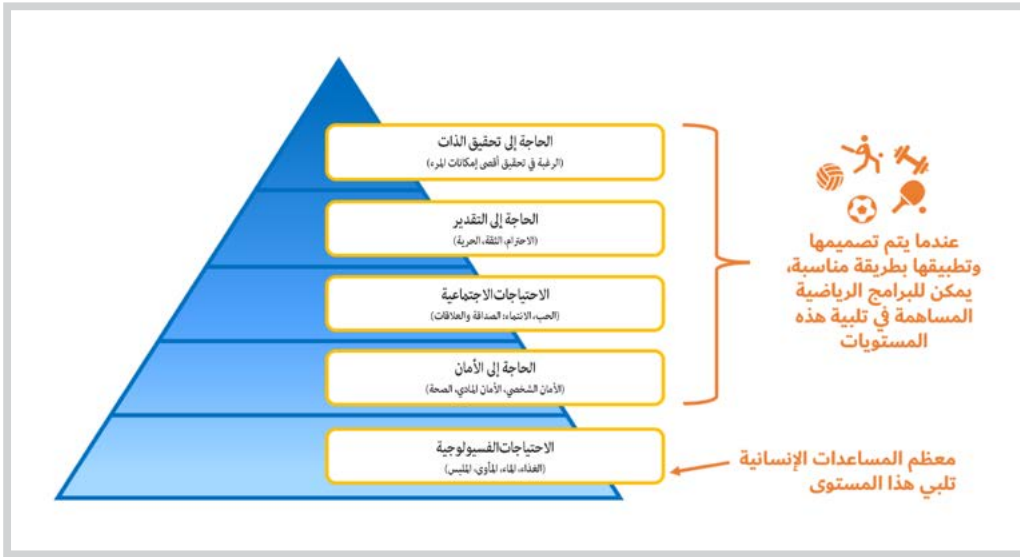 الحاجة إلى تحقيق الذات
(الرغبة في تحقيق أقصى إمكانات المرء)
الحاجة إلى التقدير
(الاحترام، الثقة، الحرية)
الاحتياجات الاجتماعية
(الحب، الانتماء: الصداقة والعلاقات)
الحاجة إلى الأمان
(الأمان الشخصي، الأمان المادي، الصحة)
الاحتياجات الفسيولوجية
(الغذاء، الماء، المأوى، الملبس)
عندما يتم تصميمها
وتطبيقها بطريقة مناسبة،
يمكن للبرامج الرياضية
المساهمة في تلبية هذه
المستويات
معظم المساعدات الإنسانية
تلبي هذا المستوى